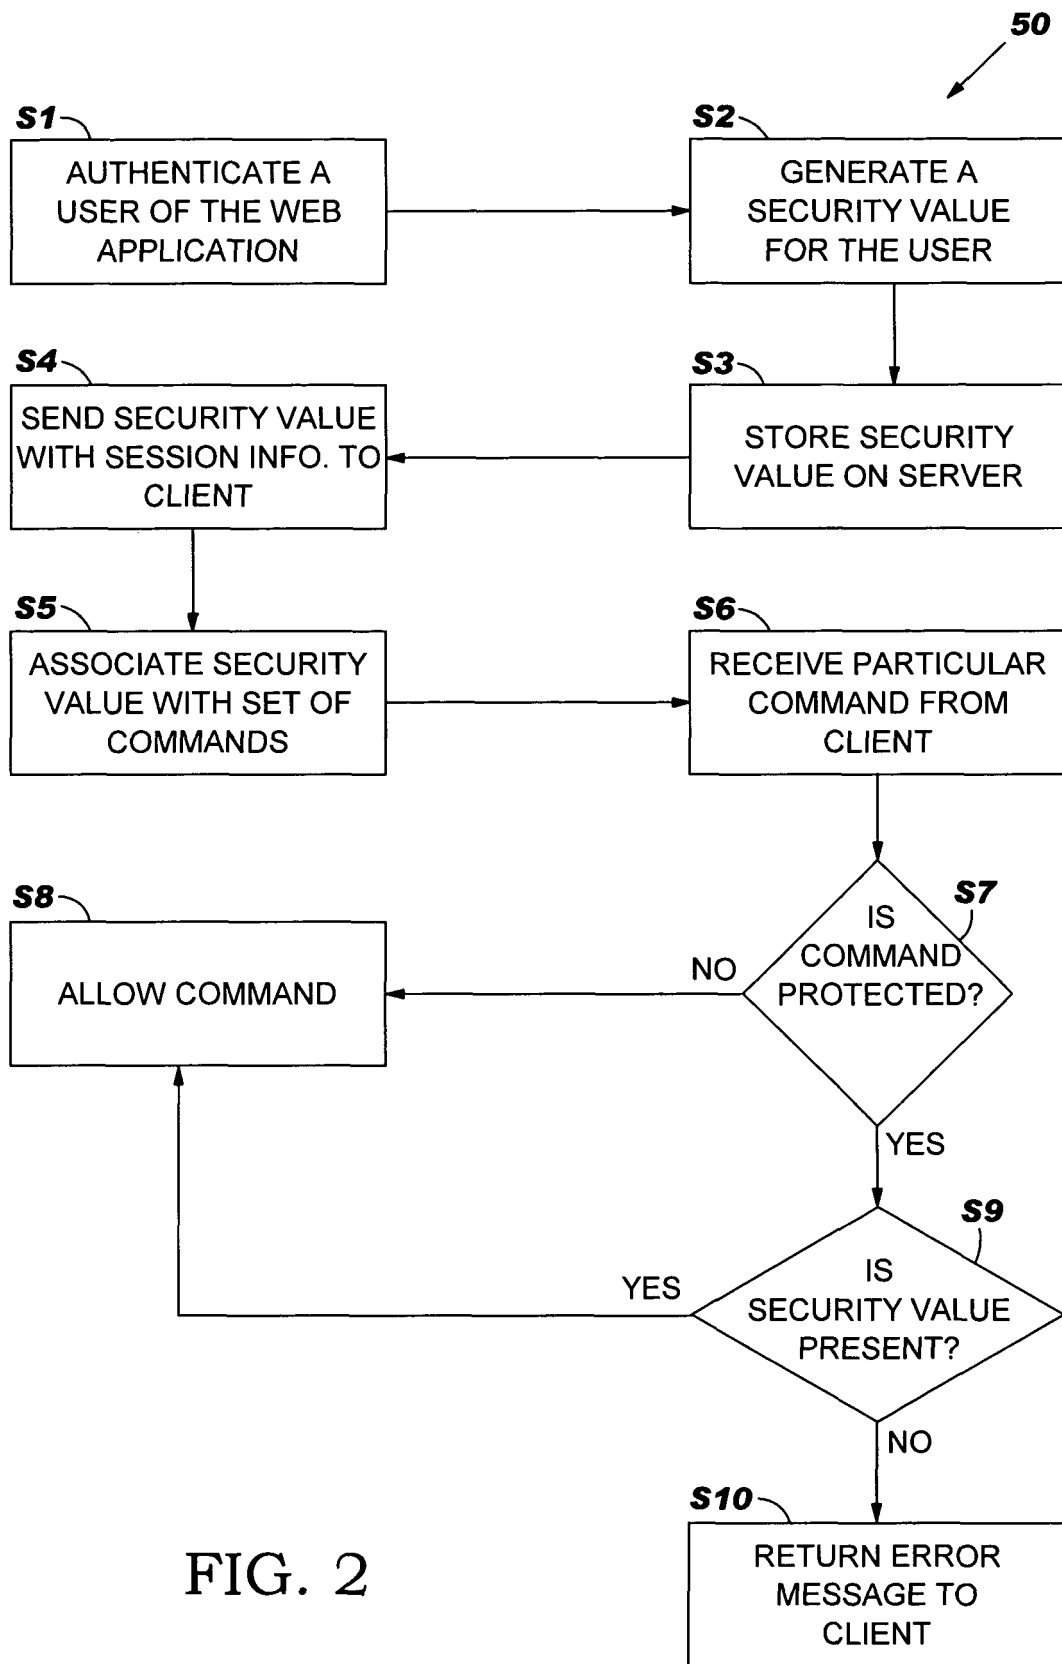 50
S1
AUTHENTICATE A
USER OF THE WEB
APPLICATION
S2
GENERATE A
SECURITY VALUE
FOR THE USER
S4
SEND SECURITY VALUE
WITH SESSION INFO. TO
CLIENT
S3
STORE SECURITY
VALUE ON SERVER
S5
ASSOCIATE SECURITY
VALUE WITH SET OF
COMMANDS
S6
RECEIVE PARTICULAR
COMMAND FROM
CLIENT
S8
ALLOW COMMAND
NO
S7
IS
COMMAND
PROTECTED?
YES
S9
YES
IS
SECURITY VALUE
PRESENT?
NO
S10
RETURN ERROR
MESSAGE TO
CLIENT
FIG. 2